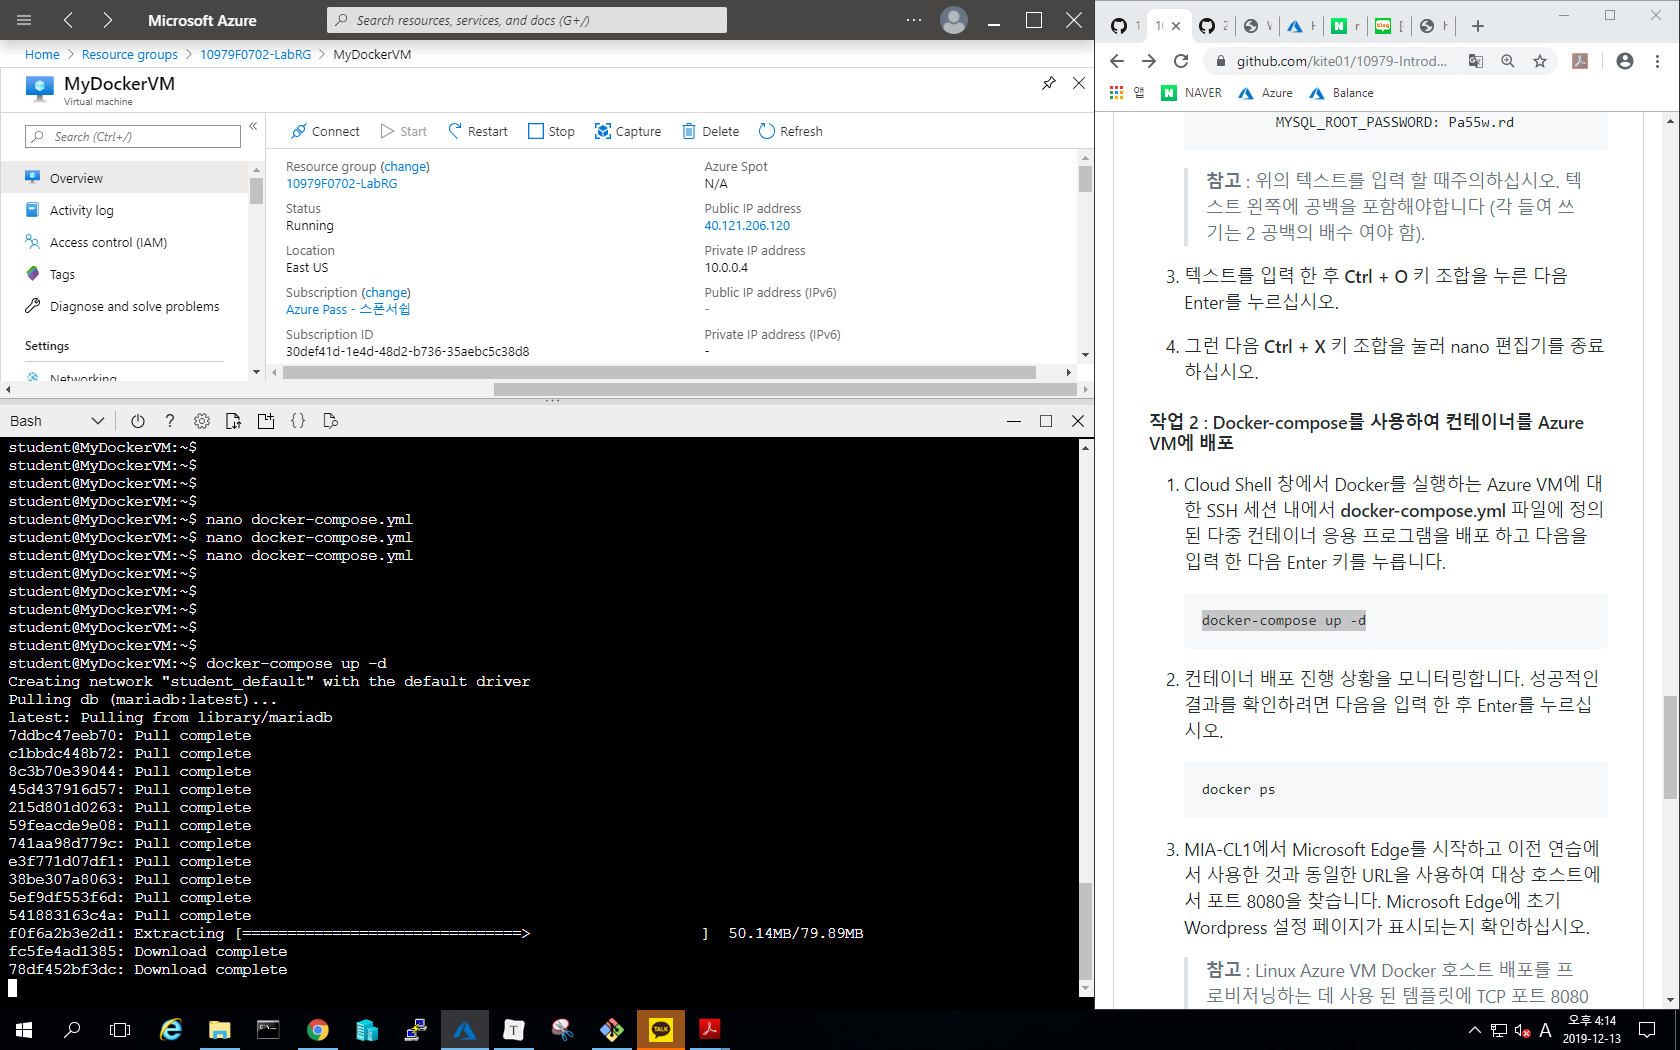 Microsoft Azure
Search resources, services, and docs (G+/)
Home > Resource groups > 10979F0702-LabRG > MyDockerVM
MyDockerVM
Virtual machine
Search (Ctrl+/)
Overview
Activity log
Access control (IAM)
Tags
Diagnose and solve problems
Settings
Networking
Connect
Start
Restart
Stop
Capture
Delete
Refresh
Resource group (change)
10979F0702-LabRG
Status
Running
Location
East US
Subscription (change)
Azure Pass - 스폰서쉽
Subscription ID
30def41d-1e4d-48d2-b736-35aebc5c38d8
Azure Spot
N/A
Public IP address
40.121.206.120
Private IP address
10.0.0.4
Public IP address (IPv6)
-
Private IP address (IPv6)
-
Bash
student@MyDockerVM:~$
student@MyDockerVM:~$
student@MyDockerVM:~$
student@MyDockerVM:~$
student@MyDockerVM:~$ nano docker-compose.yml
student@MyDockerVM:~$ nano docker-compose.yml
student@MyDockerVM:~$ nano docker-compose.yml
student@MyDockerVM:~$
student@MyDockerVM:~$
student@MyDockerVM:~$
student@MyDockerVM:~$
student@MyDockerVM:~$
student@MyDockerVM:~$ docker-compose up -d
Creating network "student_default" with the default driver
Pulling db (mariadb:latest)...
latest: Pulling from library/mariadb
7ddbc47eeb70: Pull complete
c1bbdc448b72: Pull complete
8c3b70e39044: Pull complete
45d437916d57: Pull complete
215d801d0263: Pull complete
59feacde9e08: Pull complete
741aa98d779c: Pull complete
e3f771d07df1: Pull complete
38be307a8063: Pull complete
5ef9df553f6d: Pull complete
541883163c4a: Pull complete
f0f6a2b3e2d1: Extracting [===============================>                    ]  50.14MB/79.89MB
fc5fe4ad1385: Download complete
78df452bf3dc: Download complete
github.com/kite01/10979-Introd...
앱
NAVER
Azure
Balance
MYSQL_ROOT_PASSWORD: Pa55w.rd
참고 : 위의 텍스트를 입력 할 때주의하십시오. 텍
스트 왼쪽에 공백을 포함해야합니다 (각 들여 쓰
기는 2 공백의 배수 여야 함).
3. 텍스트를 입력 한 후 Ctrl + O 키 조합을 누른 다음
Enter를 누르십시오.
4. 그런 다음 Ctrl + X 키 조합을 눌러 nano 편집기를 종료
하십시오.
작업 2 : Docker-compose를 사용하여 컨테이너를 Azure
VM에 배포
1. Cloud Shell 창에서 Docker를 실행하는 Azure VM에 대
한 SSH 세션 내에서 docker-compose.yml 파일에 정의
된 다중 컨테이너 응용 프로그램을 배포 하고 다음을
입력 한 다음 Enter 키를 누릅니다.
docker-compose up -d
2. 컨테이너 배포 진행 상황을 모니터링합니다. 성공적인
결과를 확인하려면 다음을 입력 한 후 Enter를 누르십
시오.
docker ps
3. MIA-CL1에서 Microsoft Edge를 시작하고 이전 연습에
서 사용한 것과 동일한 URL을 사용하여 대상 호스트에
서 포트 8080을 찾습니다. Microsoft Edge에 초기
Wordpress 설정 페이지가 표시되는지 확인하십시오.
참고 : Linux Azure VM Docker 호스트 배포를 프
로비저닝하는 데 사용 된 템플릿에 TCP 포트 8080
TALK
A
오후 4:14
2019-12-13